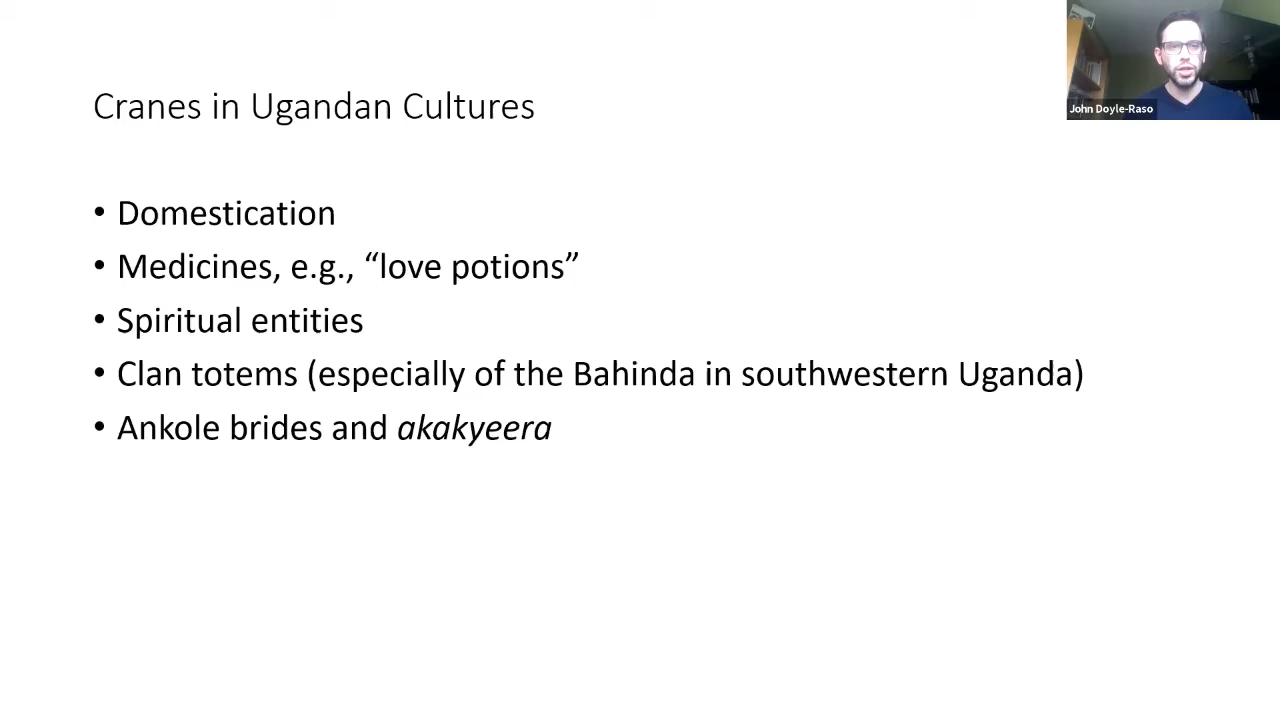 John Doyle-Raso
Cranes in Ugandan Cultures
• Domestication
• Medicines, e.g., “love potions”
• Spiritual entities
• Clan totems (especially of the Bahinda in southwestern Uganda)
• Ankole brides and akakyeera